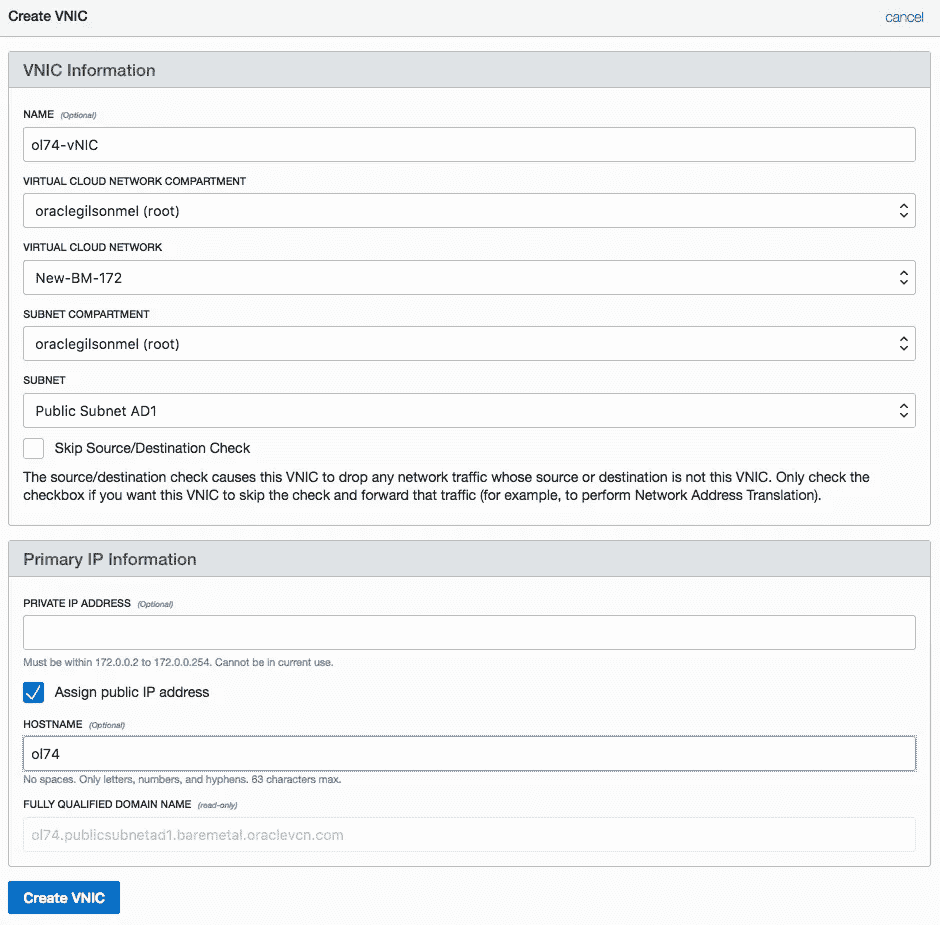 Create VNIC
cancel
VNIC Information
NAME (Optional)
ol74-vNIC
VIRTUAL CLOUD NETWORK COMPARTMENT
oraclegilsonmel (root)
VIRTUAL CLOUD NETWORK
New-BM-172
SUBNET COMPARTMENT
oraclegilsonmel (root)
SUBNET
Public Subnet AD1
Skip Source/Destination Check
The source/destination check causes this VNIC to drop any network traffic whose source or destination is not this VNIC. Only check the
checkbox if you want this VNIC to skip the check and forward that traffic (for example, to perform Network Address Translation).
Primary IP Information
PRIVATE IP ADDRESS (Optional)
Must be within 172.0.0.2 to 172.0.0.254. Cannot be in current use.
Assign public IP address
HOSTNAME (Optional)
ol74
No spaces. Only letters, numbers, and hyphens. 63 characters max.
FULLY QUALIFIED DOMAIN NAME (read-only)
ol74.publicsubnetad1.baremetal.oraclevcn.com
Create VNIC